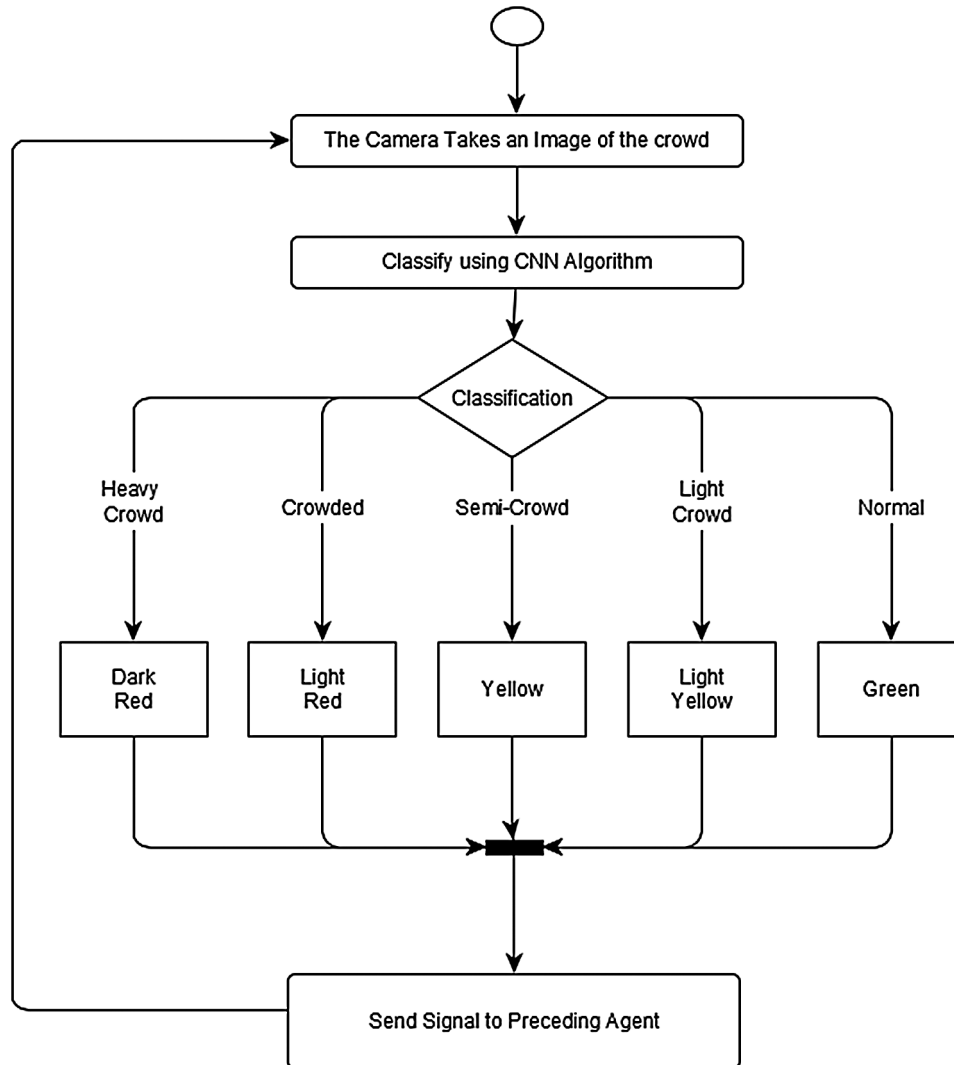 The Camera Takes an Image of the crowd
Classify using CNN Algorithm
Classification
Heavy
Crowd
Crowded
Semi-Crowd
Light
Crowd
Normal
Dark
Red
Light
Red
Yellow
Light
Yellow
Green
Send Signal to Preceding Agent